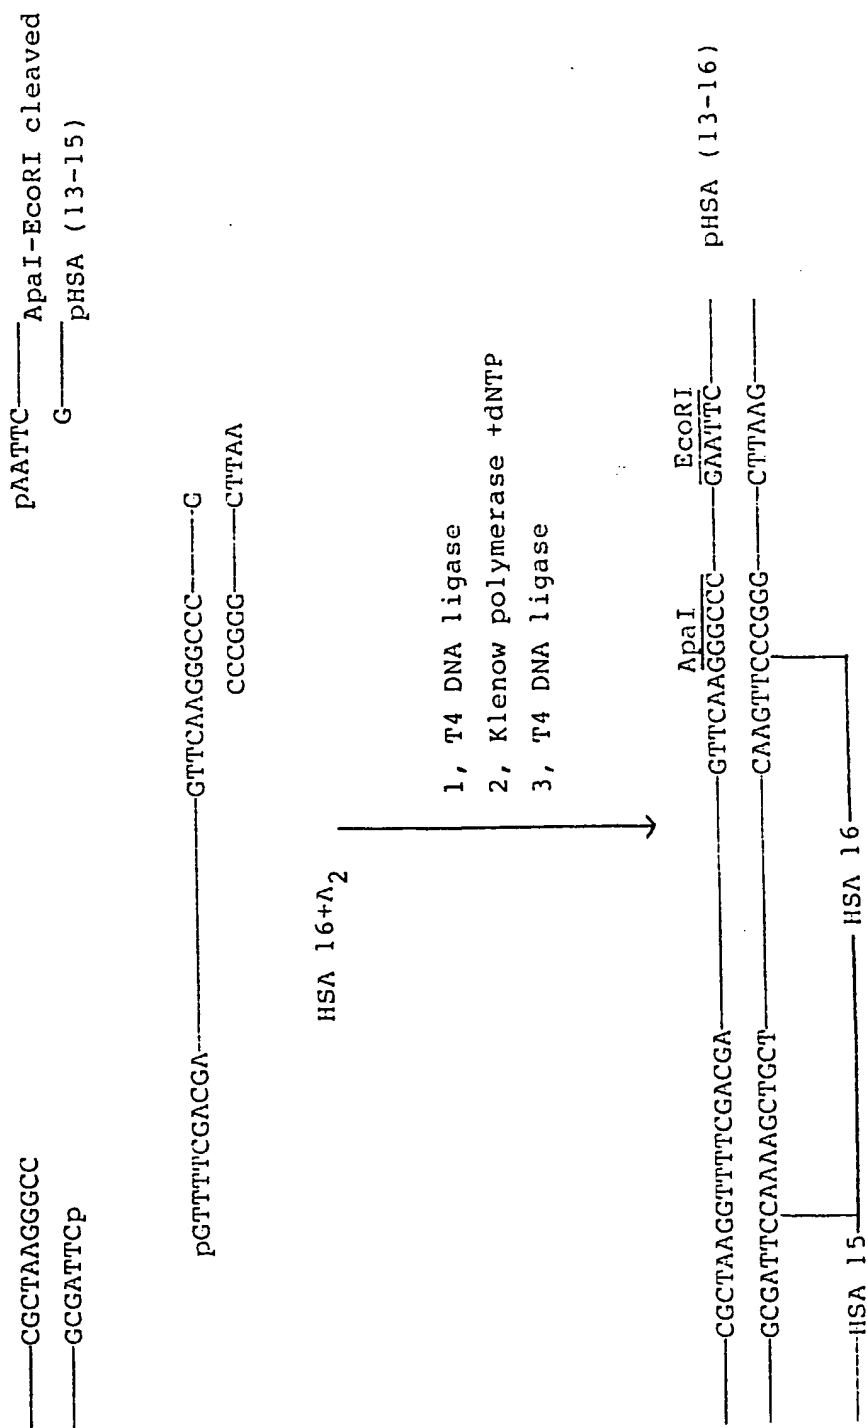 CGCTAAGGGCC pAATTC ApaI-EcoRI cleaved
GCGATTCp G pHSA (13-15)
pGTTTTCGACGA GTTCAAGGGCCC G
CCCGGG CTTAA
HSA 16+A2
1, T4 DNA ligase
2, Klenow polymerase +dNTP
3, T4 DNA ligase
ApaI EcoRI
CGCTAAGGTTTTCGACGA GTTCAAGGGCCC GAATTC pHSA (13-16)
GCGATTCCAAAAGCTGCT CAAGTTCCCGGG CTTAAG
HSA 15 HSA 16